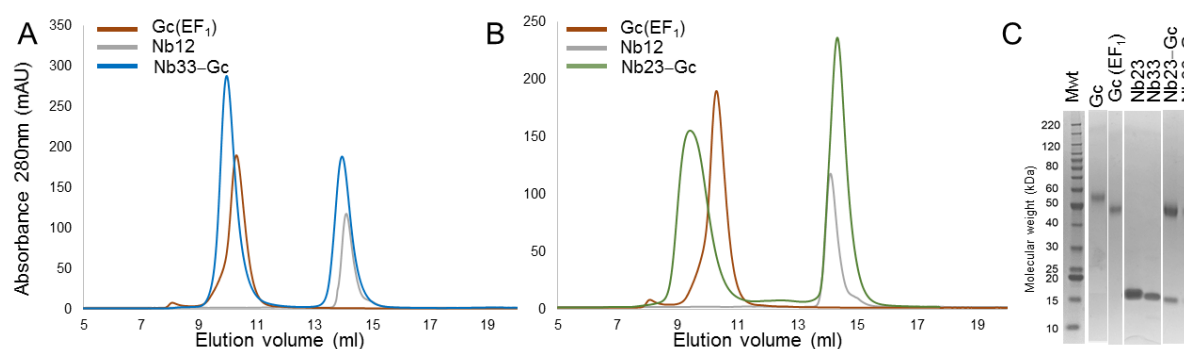 A
Absorbance 280nm (mAU)
350
300
250
200
150
100
50
0
Gc(EF₁)
Nb12
Nb33–Gc
5 7 9 11 13 15 17 19
Elution volume (ml)
B
250
200
150
100
50
0
Gc(EF₁)
Nb12
Nb23–Gc
5 7 9 11 13 15 17 19
Elution volume (ml)
C
Mwt
Gc
Gc (EF₁)
Nb23
Nb33
Nb23–Gc
Molecular weight (kDa)
220
120
80
60
50
40
30
25
20
15
10